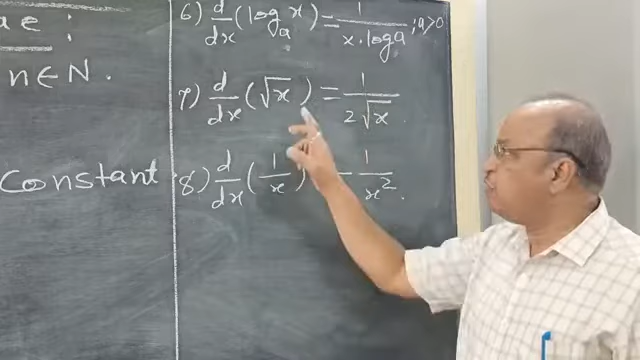 ae :
n∈N.
Constant
6) d/dx (log_a x) = 1/(x·log a) ; a>0
7) d/dx (√x) = 1/(2√x).
8) d/dx (1/x) – 1/x².